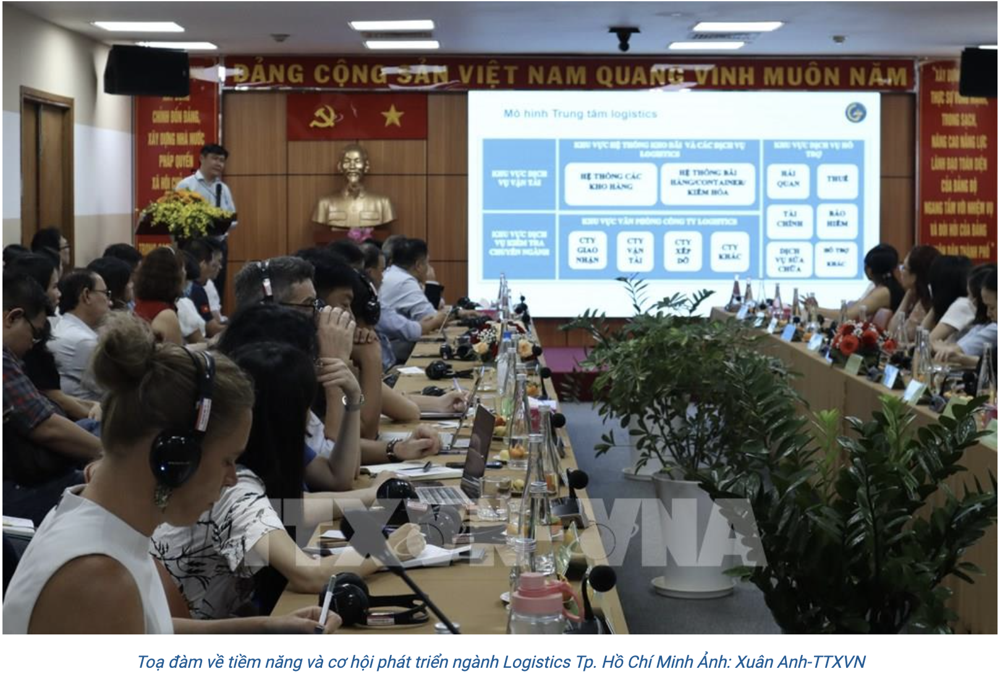 ĐẢNG CỘNG SẢN VIỆT NAM QUANG VINH MUÔN NĂM
CHỈNH ĐỐN ĐẢNG,
XÂY DỰNG NHÀ NƯỚC
PHÁP QUYỀN
XÃ HỘI
Mô hình Trung tâm logistics
KHU VỰC DỊCH
VỤ VẬN TẢI
KHU VỰC HỆ THỐNG KHO BÃI VÀ CÁC DỊCH VỤ
LOGISTICS
HỆ THỐNG CÁC
KHO HÀNG
HỆ THỐNG BÃI
HÀNG/CONTAINER/
KIỂM HÓA
KHU VỰC DỊCH VỤ HỖ
TRỢ
HẢI
QUAN
THUẾ
TÀI
CHÍNH
BẢO
HIỂM
DỊCH
VỤ SỬA
CHỮA
HỖ TRỢ
KHÁC
KHU VỰC DỊCH
VỤ KIỂM TRA
CHUYÊN NGÀNH
KHU VỰC VĂN PHÒNG CÔNG TY LOGISTICS
CTY
GIAO
NHẬN
CTY
VẬN
TẢI
CTY
XẾP
DỠ
CTY
KHÁC
"XÂY
THỰC SỰ
TRONG SẠCH,
NÂNG CAO NĂNG LỰC
LÃNH ĐẠO TOÀN DIỆN
CỦA ĐẢNG BỘ
NGANG TẦM VỚI NHIỆM VỤ
VÀ ĐÒI HỎI CỦA ĐẢNG
NHÂN DÂN THÀNH PHỐ"
TTXVN-VNA
Toạ đàm về tiềm năng và cơ hội phát triển ngành Logistics Tp. Hồ Chí Minh Ảnh: Xuân Anh-TTXVN